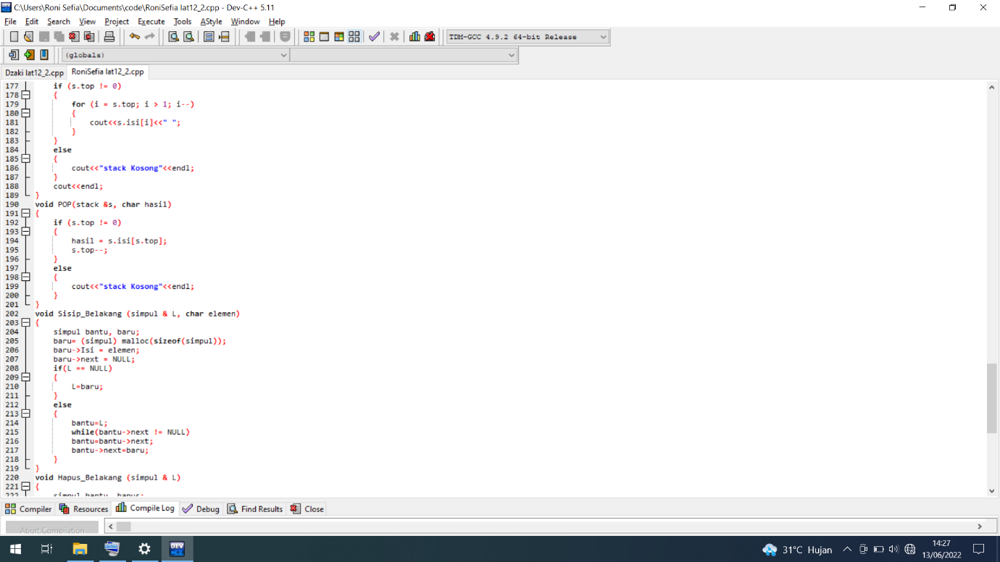 C:\Users\Roni Sefia\Documents\code\RoniSefia lat12_2.cpp - Dev-C++ 5.11
File Edit Search View Project Execute Tools AStyle Window Help
TDM-GCC 4.9.2 64-bit Release
(globals)
Dzaki lat12_2.cpp RoniSefia lat12_2.cpp
177 if (s.top != 0)
178 {
179 for (i = s.top; i > 1; i--)
180 {
181 cout<<s.isi[i]<<" ";
182 }
183 }
184 else
185 {
186 cout<<"stack Kosong"<<endl;
187 }
188 cout<<endl;
189 }
190 void POP(stack &s, char hasil)
191 {
192 if (s.top != 0)
193 {
194 hasil = s.isi[s.top];
195 s.top--;
196 }
197 else
198 {
199 cout<<"stack Kosong"<<endl;
200 }
201 }
202 void Sisip_Belakang (simpul & L, char elemen)
203 {
204 simpul bantu, baru;
205 baru= (simpul) malloc(sizeof(simpul));
206 baru->Isi = elemen;
207 baru->next = NULL;
208 if(L == NULL)
209 {
210 L=baru;
211 }
212 else
213 {
214 bantu=L;
215 while(bantu->next != NULL)
216 bantu=bantu->next;
217 bantu->next=baru;
218 }
219 }
220 void Hapus_Belakang (simpul & L)
221 {
222 simpul bantu, hapus;
Compiler Resources Compile Log Debug Find Results Close
Abort Compilation
DEV C++ 31°C Hujan 14:27
13/06/2022